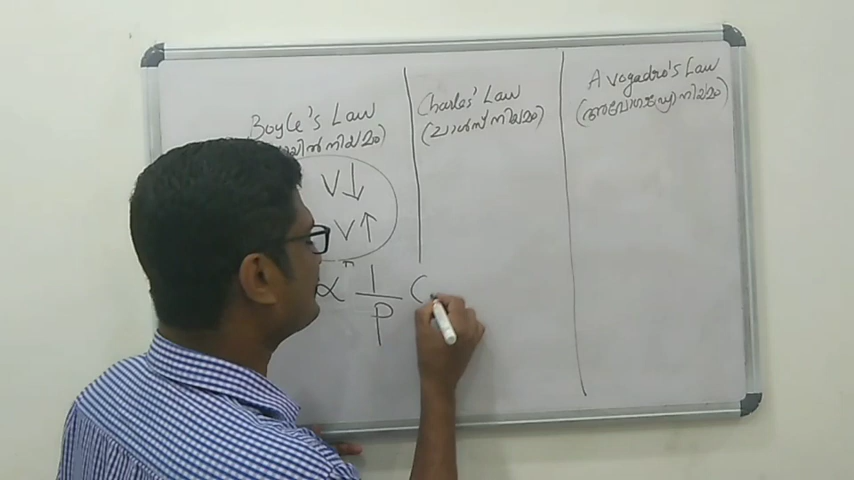 Boyle's Law
നിയമം)
V↓
V↑
∝ 1/P (
Charles' Law
(ചാൾസ് നിയമം)
Avogadro's Law
(അവോഗാഡ്രോ നിയമം)